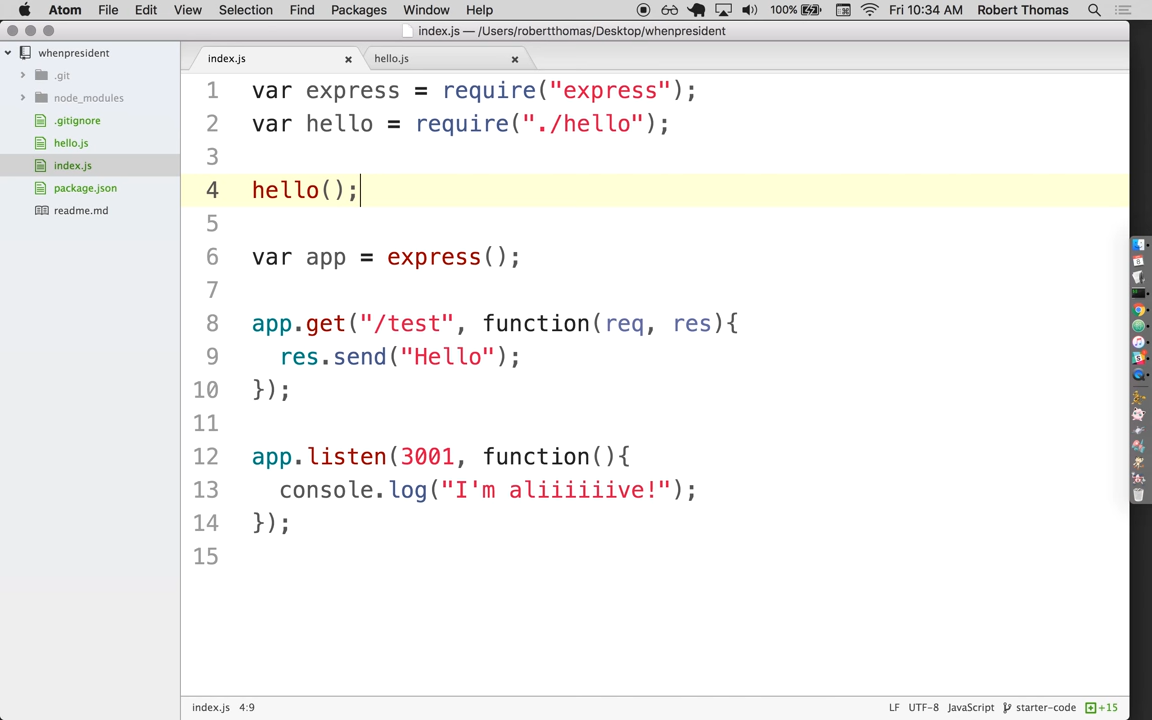 Atom File Edit View Selection Find Packages Window Help 100% Fri 10:34 AM Robert Thomas
index.js — /Users/robertthomas/Desktop/whenpresident
whenpresident
.git
node_modules
.gitignore
hello.js
index.js
package.json
readme.md
index.js hello.js
1 var express = require("express");
2 var hello = require("./hello");
3
4 hello();
5
6 var app = express();
7
8 app.get("/test", function(req, res){
9 res.send("Hello");
10 });
11
12 app.listen(3001, function(){
13 console.log("I'm aliiiiiive!");
14 });
15
index.js 4:9 LF UTF-8 JavaScript starter-code +15